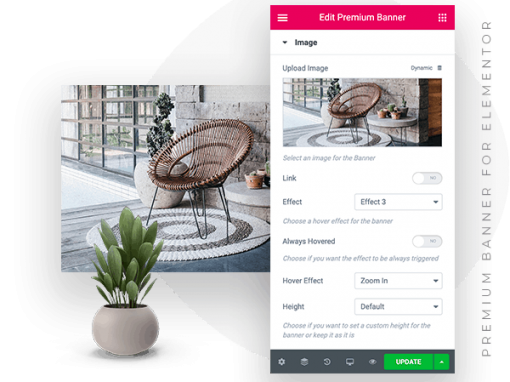 Edit Premium Banner
Image
Upload Image
Dynamic
Select an image for the Banner
Link
NO
Effect
Effect 3
Choose a hover effect for the banner
Always Hovered
NO
Choose if you want the effect to be always triggered
Hover Effect
Zoom In
Height
Default
Choose if you want to set a custom height for the
banner or keep it as it is
UPDATE
PREMIUM BANNER FOR ELEMENTOR